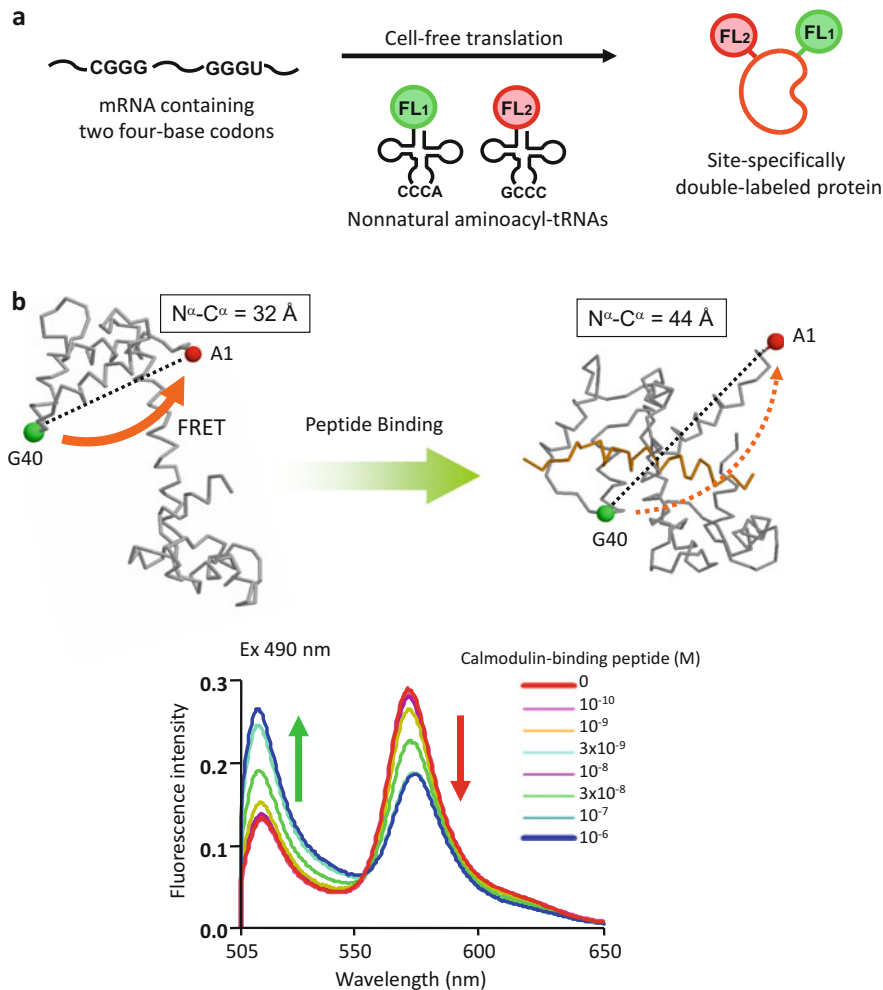 a
CGGG GGGU
mRNA containing
two four-base codons
Cell-free translation
FL1
FL2
CCCA
GCCC
Nonnatural aminoacyl-tRNAs
FL2
FL1
Site-specifically
double-labeled protein
b
Nα-Cα = 32 Å
A1
FRET
G40
Peptide Binding
Nα-Cα = 44 Å
A1
G40
Ex 490 nm
Calmodulin-binding peptide (M)
0
10⁻¹⁰
10⁻⁹
3x10⁻⁹
10⁻⁸
3x10⁻⁸
10⁻⁷
10⁻⁶
Fluorescence intensity
0.3
0.2
0.1
0.0
505 550 600 650
Wavelength (nm)